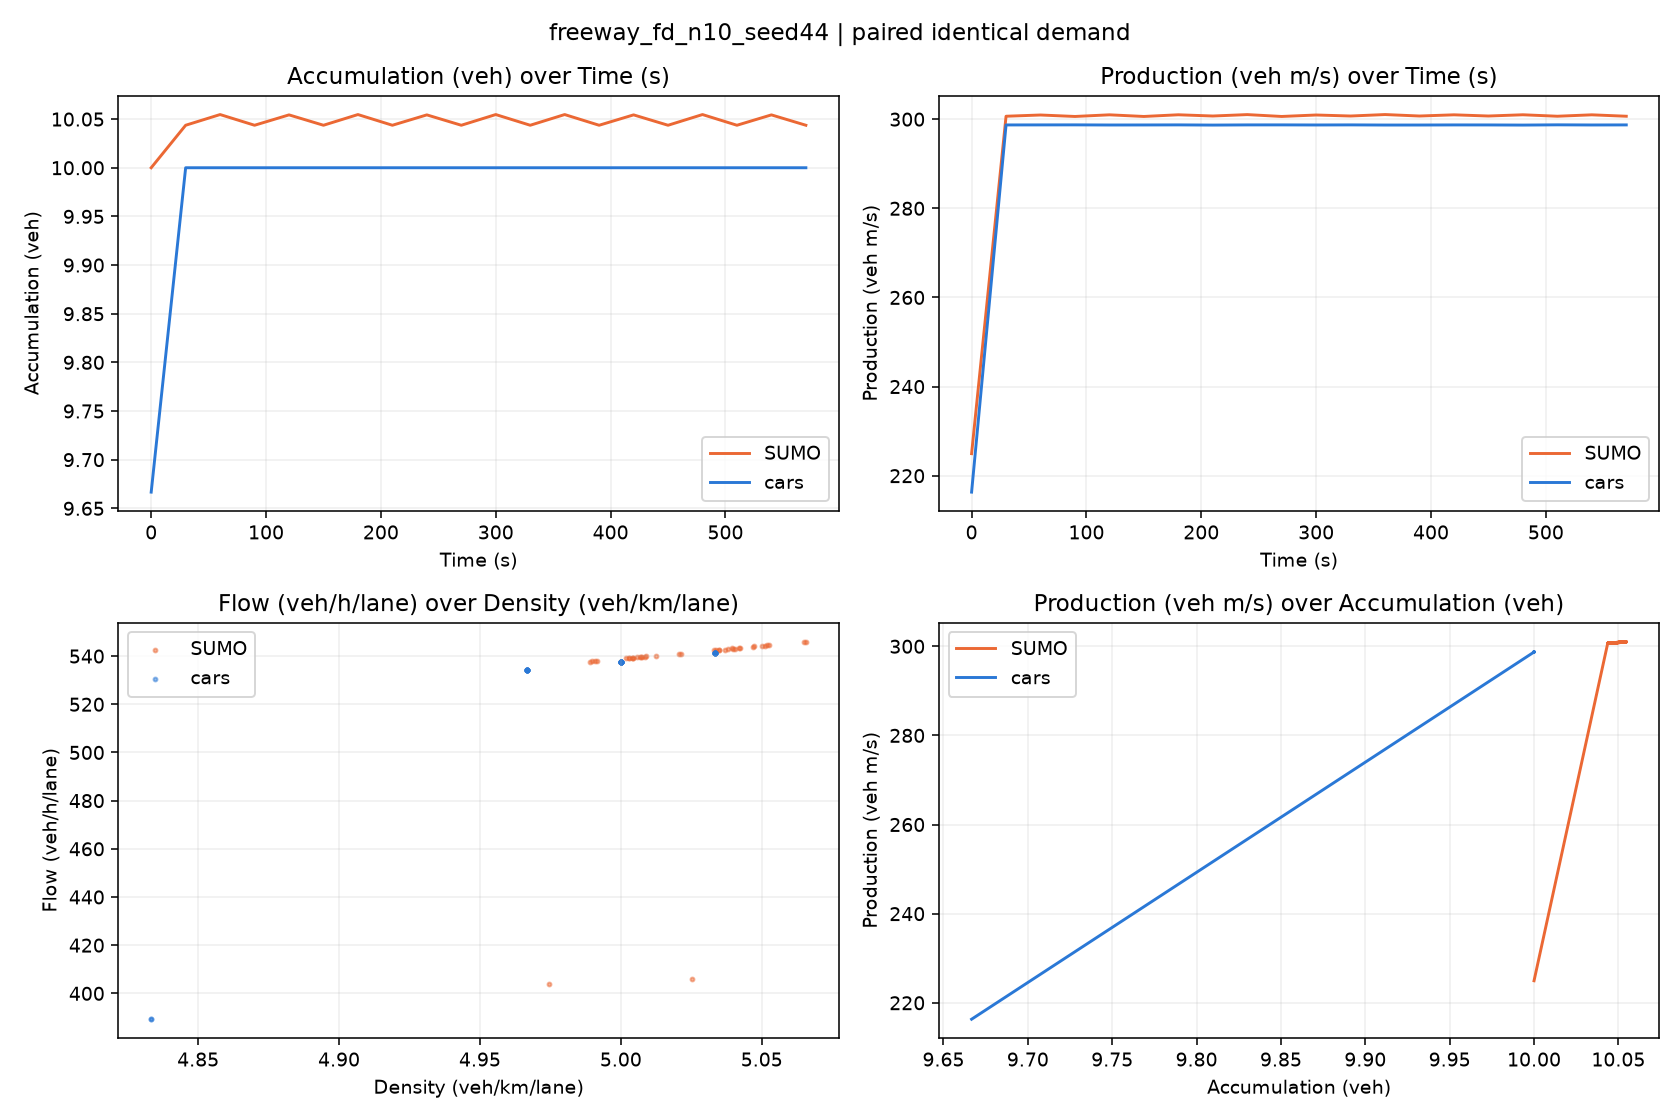 freeway_fd_n10_seed44 | paired identical demand
Accumulation (veh) over Time (s)
Accumulation (veh)
10.05
10.00
9.95
9.90
9.85
9.80
9.75
9.70
9.65
0
100
200
300
400
500
Time (s)
SUMO
cars
Production (veh m/s) over Time (s)
Production (veh m/s)
300
280
260
240
220
0
100
200
300
400
500
Time (s)
SUMO
cars
Flow (veh/h/lane) over Density (veh/km/lane)
Flow (veh/h/lane)
540
520
500
480
460
440
420
400
4.85
4.90
4.95
5.00
5.05
Density (veh/km/lane)
SUMO
cars
Production (veh m/s) over Accumulation (veh)
Production (veh m/s)
300
280
260
240
220
9.65
9.70
9.75
9.80
9.85
9.90
9.95
10.00
10.05
Accumulation (veh)
SUMO
cars